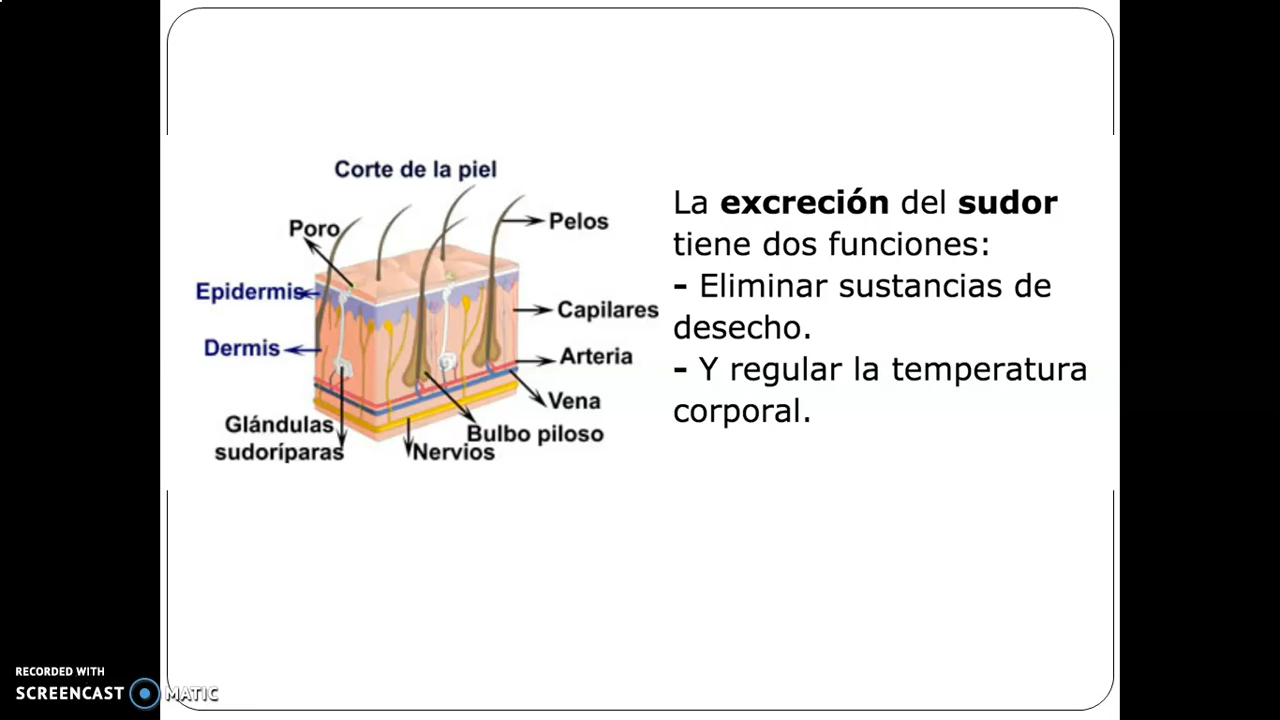 Corte de la piel
Poro
Pelos
Epidermis
Capilares
Dermis
Arteria
Vena
Glándulas
sudoríparas
Bulbo piloso
Nervios
La excreción del sudor
tiene dos funciones:
- Eliminar sustancias de
desecho.
- Y regular la temperatura
corporal.
RECORDED WITH
SCREENCAST MATIC